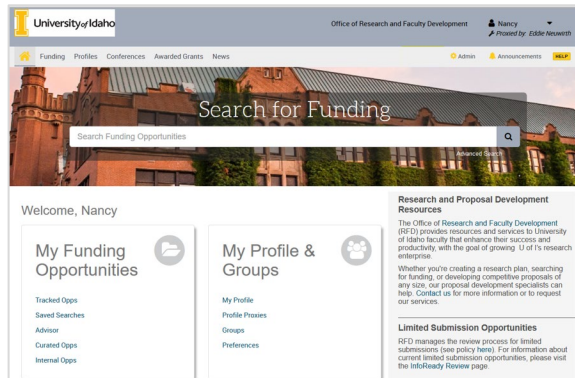 University of Idaho
Office of Research and Faculty Development
Nancy
Proxied by: Eddie Neuwirth
Funding Profiles Conferences Awarded Grants News
Admin Announcements HELP
Search for Funding
Search Funding Opportunities
Advanced Search
Welcome, Nancy
My Funding
Opportunities
Tracked Opps
Saved Searches
Advisor
Curated Opps
Internal Opps
My Profile &
Groups
My Profile
Profile Proxies
Groups
Preferences
Research and Proposal Development
Resources
The Office of Research and Faculty Development
(RFD) provides resources and services to University
of Idaho faculty that enhance their success and
productivity, with the goal of growing U of I's research
enterprise.
Whether you're creating a research plan, searching
for funding, or developing competitive proposals of
any size, our proposal development specialists can
help. Contact us for more information or to request
our services.
Limited Submission Opportunities
RFD manages the review process for limited
submissions (see policy here). For information about
current limited submission opportunities, please visit
the InfoReady Review page.